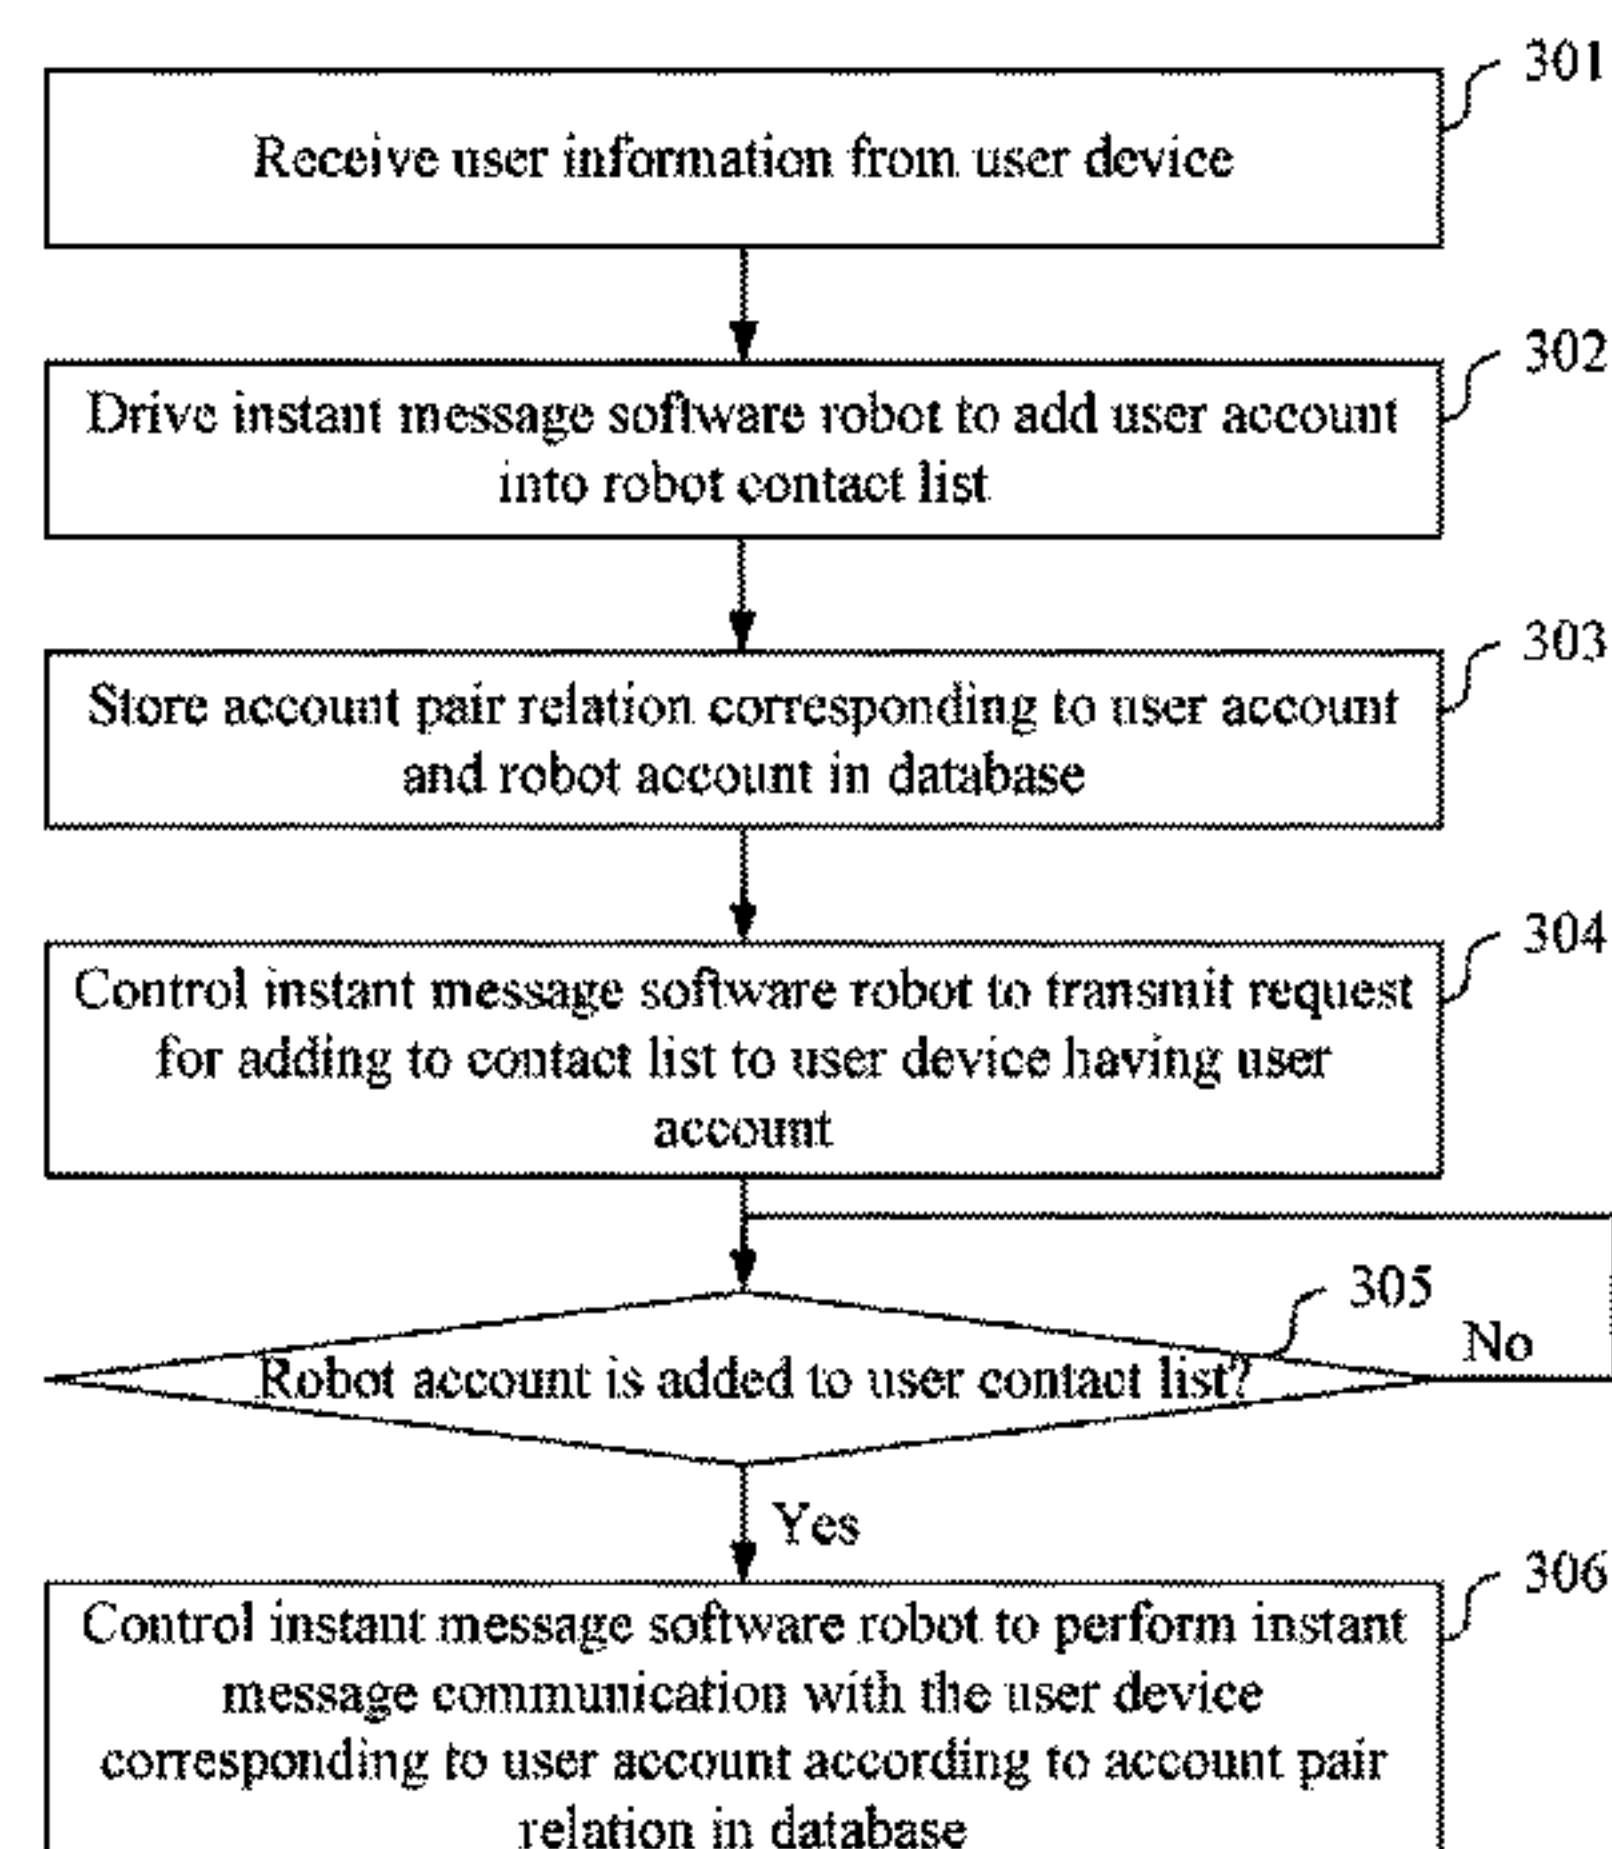 301
Receive user information from user device
302
Drive instant message software robot to add user account
into robot contact list
303
Store account pair relation corresponding to user account
and robot account in database
304
Control instant message software robot to transmit request
for adding to contact list to user device having user
account
305
No
Robot account is added to user contact list?
Yes
306
Control instant message software robot to perform instant
message communication with the user device
corresponding to user account according to account pair
relation in database